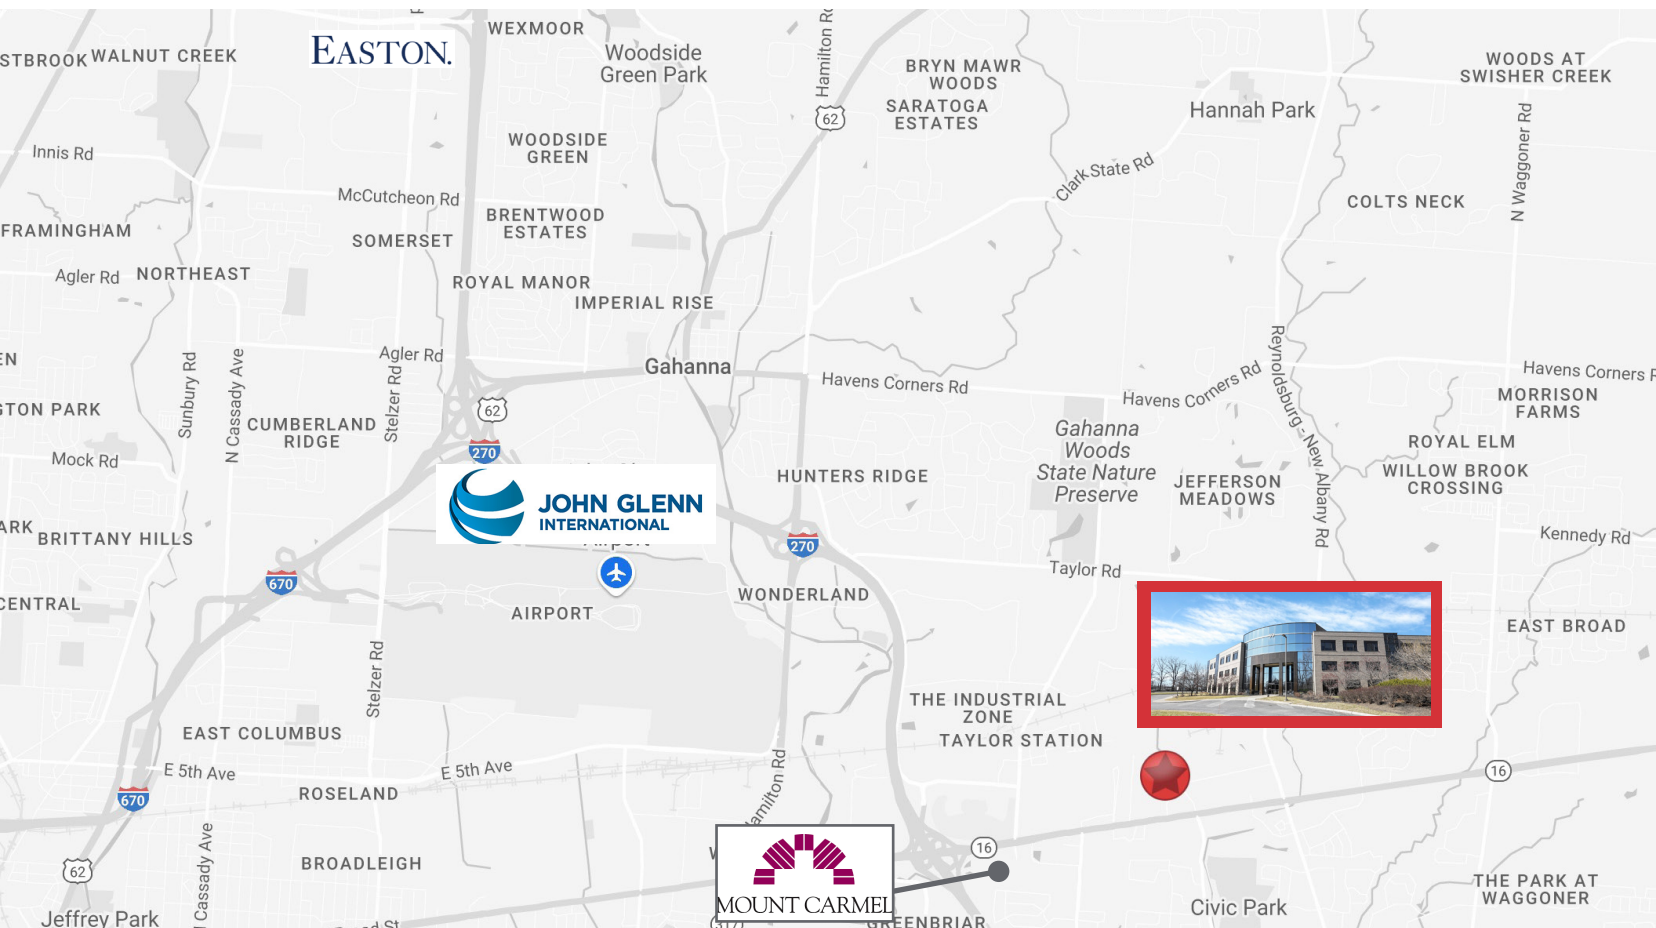 WEXMOOR
EASTON.
STBROOK
WALNUT CREEK
Woodside
Green Park
Hamilton Rd
BRYN MAWR
WOODS
WOODS AT
SWISHER CREEK
SARATOGA
ESTATES
Hannah Park
62
WOODSIDE
GREEN
Innis Rd
N Waggoner Rd
Clark State Rd
McCutcheon Rd
COLTS NECK
BRENTWOOD
ESTATES
FRAMINGHAM
SOMERSET
Agler Rd
NORTHEAST
ROYAL MANOR
IMPERIAL RISE
Agler Rd
EN
Sunbury Rd
N Cassady Ave
Stelzer Rd
Gahanna
Havens Corners Rd
Havens Corners Rd
Reynoldsburg - New Albany Rd
Havens Corners R
MORRISON
FARMS
GTON PARK
62
CUMBERLAND
RIDGE
Gahanna
Woods
State Nature
Preserve
ROYAL ELM
270
Mock Rd
HUNTERS RIDGE
JEFFERSON
MEADOWS
WILLOW BROOK
CROSSING
JOHN GLENN
INTERNATIONAL
Airport
ARK
BRITTANY HILLS
270
Kennedy Rd
Taylor Rd
670
WONDERLAND
CENTRAL
AIRPORT
EAST BROAD
Stelzer Rd
THE INDUSTRIAL
ZONE
EAST COLUMBUS
TAYLOR STATION
E 5th Ave
E 5th Ave
16
670
ROSELAND
Hamilton Rd
16
BROADLEIGH
62
N Cassady Ave
MOUNT CARMEL
THE PARK AT
WAGGONER
Jeffrey Park
Civic Park
GREENBRIAR
317